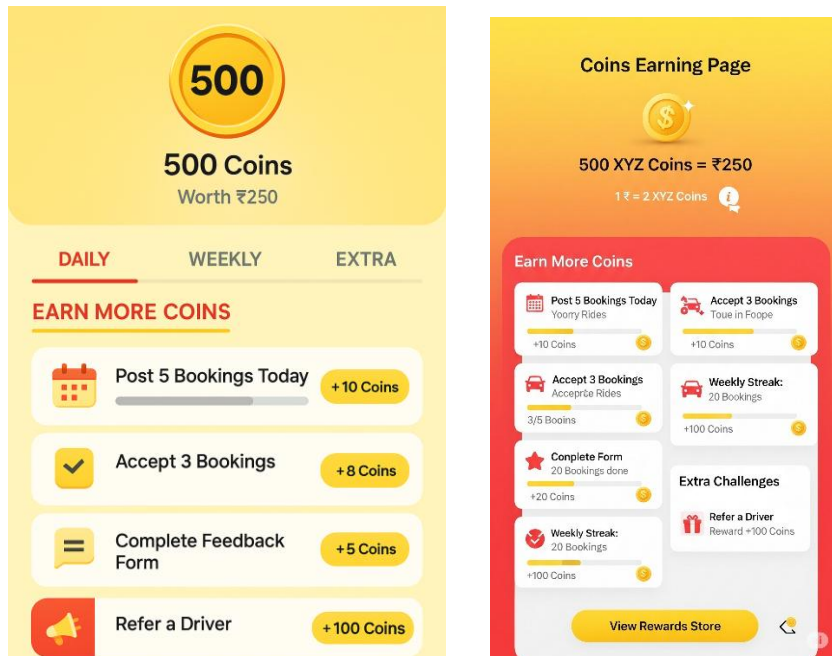 500
500 Coins
Worth ₹250
DAILY WEEKLY EXTRA
EARN MORE COINS
Post 5 Bookings Today
+10 Coins
Accept 3 Bookings
+8 Coins
Complete Feedback
Form
+5 Coins
Refer a Driver
+100 Coins
Coins Earning Page
$
500 XYZ Coins = ₹250
1 ₹ = 2 XYZ Coins i
Earn More Coins
Post 5 Bookings Today
Yoorry Rides
+10 Coins
Accept 3 Bookings
Toue in Foope
+10 Coins
Accept 3 Bookings
Accepрte Rides
3/5 Booins
Weekly Streak:
20 Bookings
+100 Coins
Conplete Form
20 Bookings done
+20 Coins
Extra Challenges
Refer a Driver
Reward +100 Coins
Weekly Streak:
20 Bookings
+100 Coins
View Rewards Store